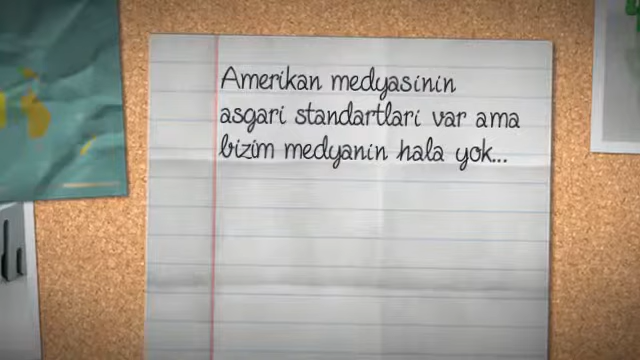 Amerikan medyasinin
asgari standartlari var ama
bizim medyanin hala yok...